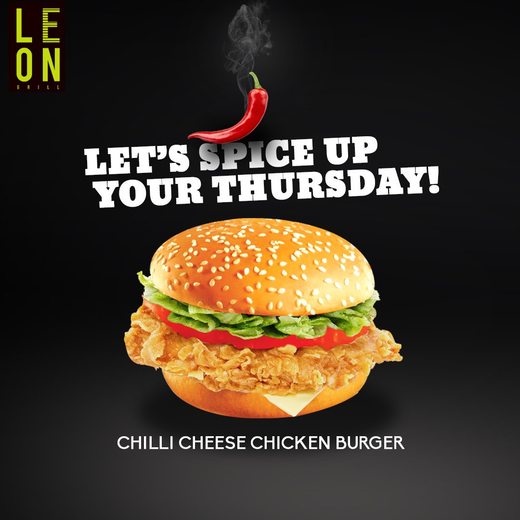 LE
ON
GRILL
LET'S SPICE UP
YOUR THURSDAY!
CHILLI CHEESE CHICKEN BURGER